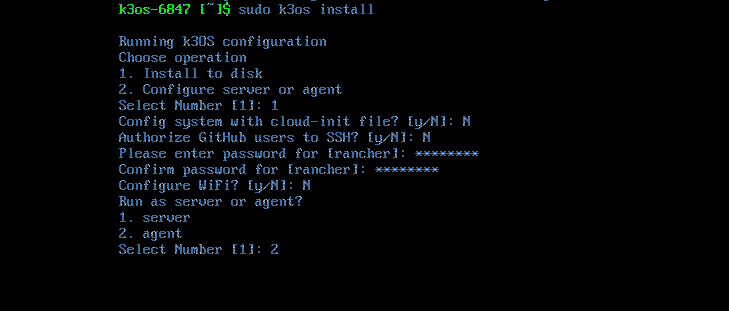 k3os-6847 [~]$ sudo k3os install
Running k3OS configuration
Choose operation
1. Install to disk
2. Configure server or agent
Select Number [1]: 1
Config system with cloud-init file? [y/N]: N
Authorize GitHub users to SSH? [y/N]: N
Please enter password for [rancher]: ********
Confirm password for [rancher]: ********
Configure WiFi? [y/N]: N
Run as server or agent?
1. server
2. agent
Select Number [1]: 2